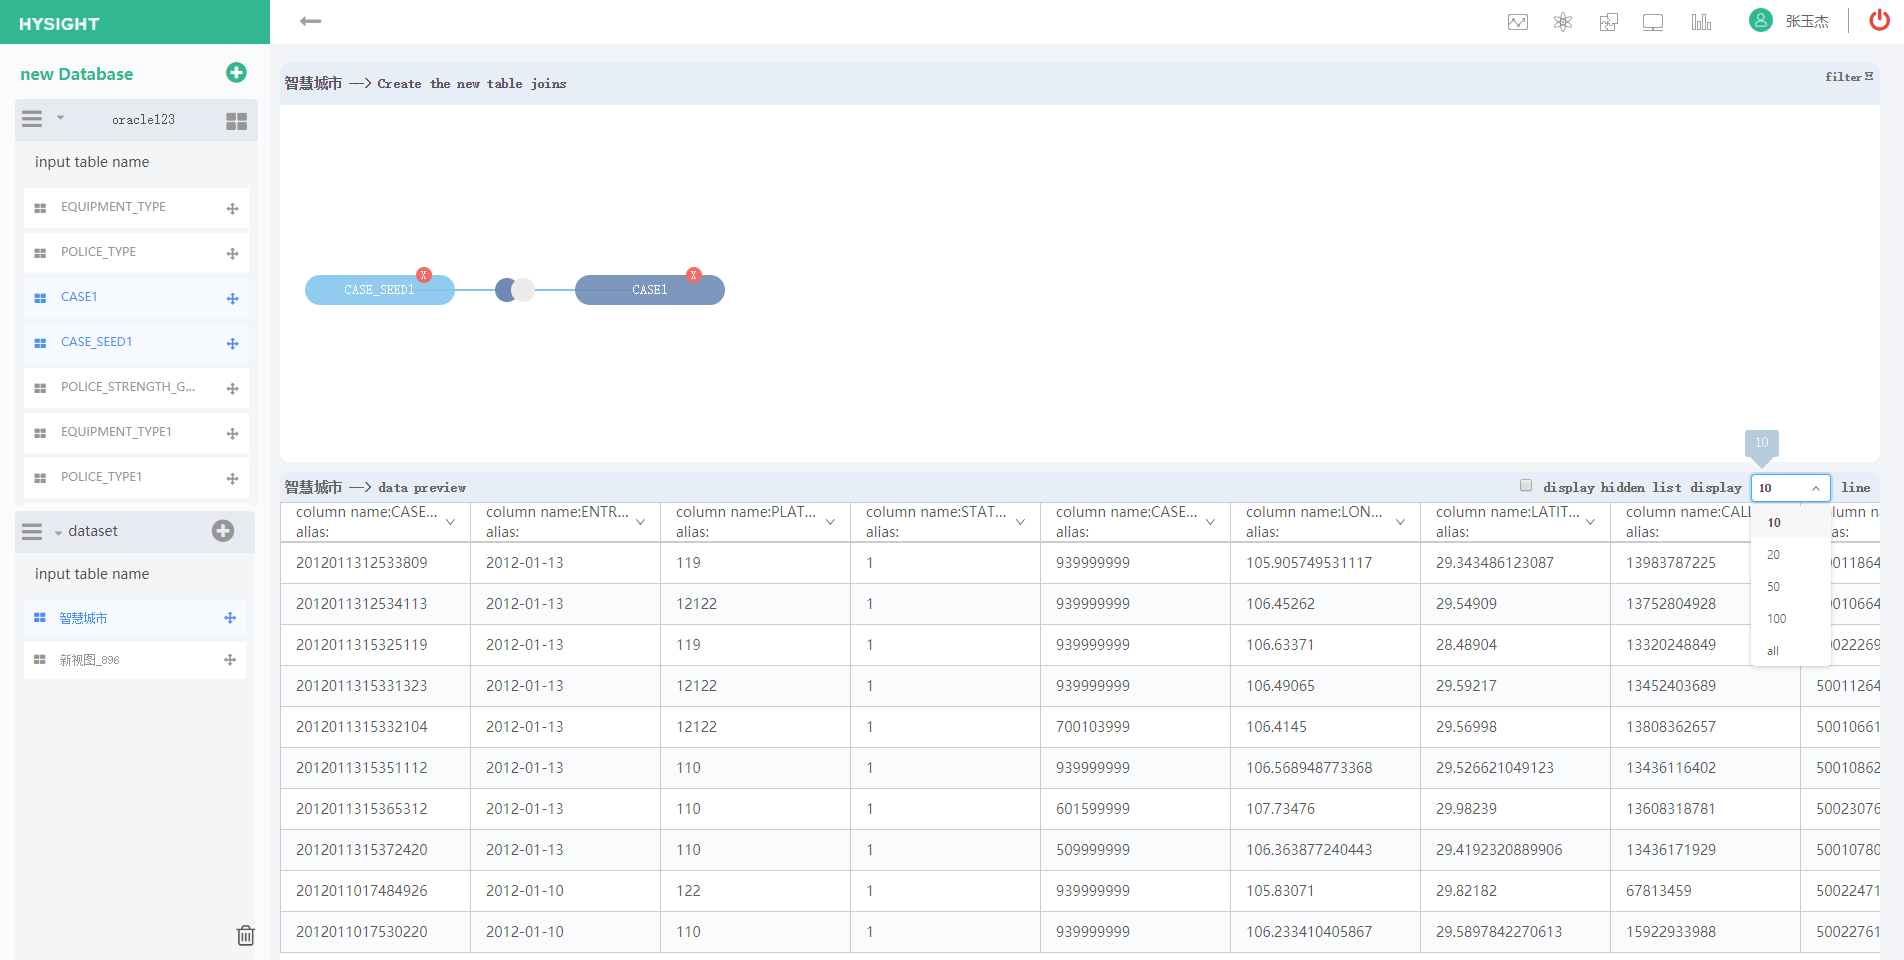 HYSIGHT
张玉杰
new Database
oracle123
input table name
EQUIPMENT_TYPE
POLICE_TYPE
CASE1
CASE_SEED1
POLICE_STRENGTH_G...
EQUIPMENT_TYPE1
POLICE_TYPE1
dataset
input table name
智慧城市
新视图_896
智慧城市 —> Create the new table joins
filter
CASE_SEED1 X
CASE1 X
10
智慧城市 —> data preview
display hidden list display 10 line
10
20
50
100
all
column name:CASE... column name:ENTR... column name:PLAT... column name:STAT... column name:CASE... column name:LON... column name:LATIT... column name:CALL
alias: alias: alias: alias: alias: alias: alias: alias: as:
2012011312533809 2012-01-13 119 1 939999999 105.905749531117 29.343486123087 13983787225 0011864
2012011312534113 2012-01-13 12122 1 939999999 106.45262 29.54909 13752804928 0010664
2012011315325119 2012-01-13 119 1 939999999 106.63371 28.48904 13320248849 0022269
2012011315331323 2012-01-13 12122 1 939999999 106.49065 29.59217 13452403689 50011264
2012011315332104 2012-01-13 12122 1 700103999 106.4145 29.56998 13808362657 50010661
2012011315351112 2012-01-13 110 1 939999999 106.568948773368 29.526621049123 13436116402 50010862
2012011315365312 2012-01-13 110 1 601599999 107.73476 29.98239 13608318781 50023076
2012011315372420 2012-01-13 110 1 509999999 106.363877240443 29.4192320889906 13436171929 50010780
2012011017484926 2012-01-10 122 1 939999999 105.83071 29.82182 67813459 50022471
2012011017530220 2012-01-10 110 1 939999999 106.233410405867 29.5897842270613 15922933988 50022761